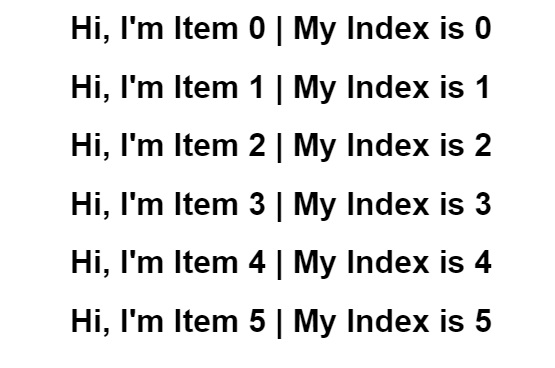 Hi, I'm Item 0 | My Index is 0
Hi, I'm Item 1 | My Index is 1
Hi, I'm Item 2 | My Index is 2
Hi, I'm Item 3 | My Index is 3
Hi, I'm Item 4 | My Index is 4
Hi, I'm Item 5 | My Index is 5